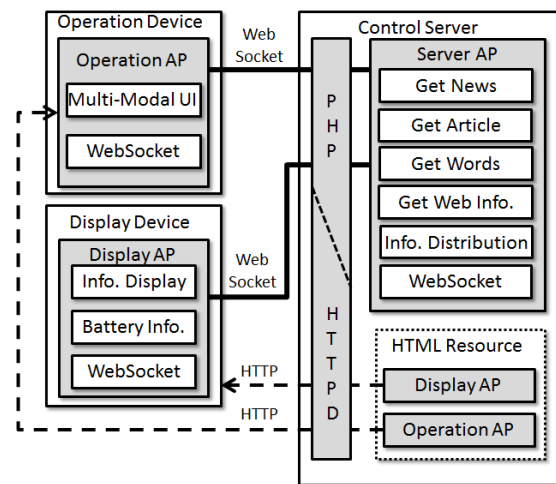 Operation Device
Operation AP
Multi-Modal UI
WebSocket
Display Device
Display AP
Info. Display
Battery Info.
WebSocket
Web
Socket
Web
Socket
HTTP
HTTP
Control Server
PHP
HTTPD
Server AP
Get News
Get Article
Get Words
Get Web Info.
Info. Distribution
WebSocket
HTML Resource
Display AP
Operation AP